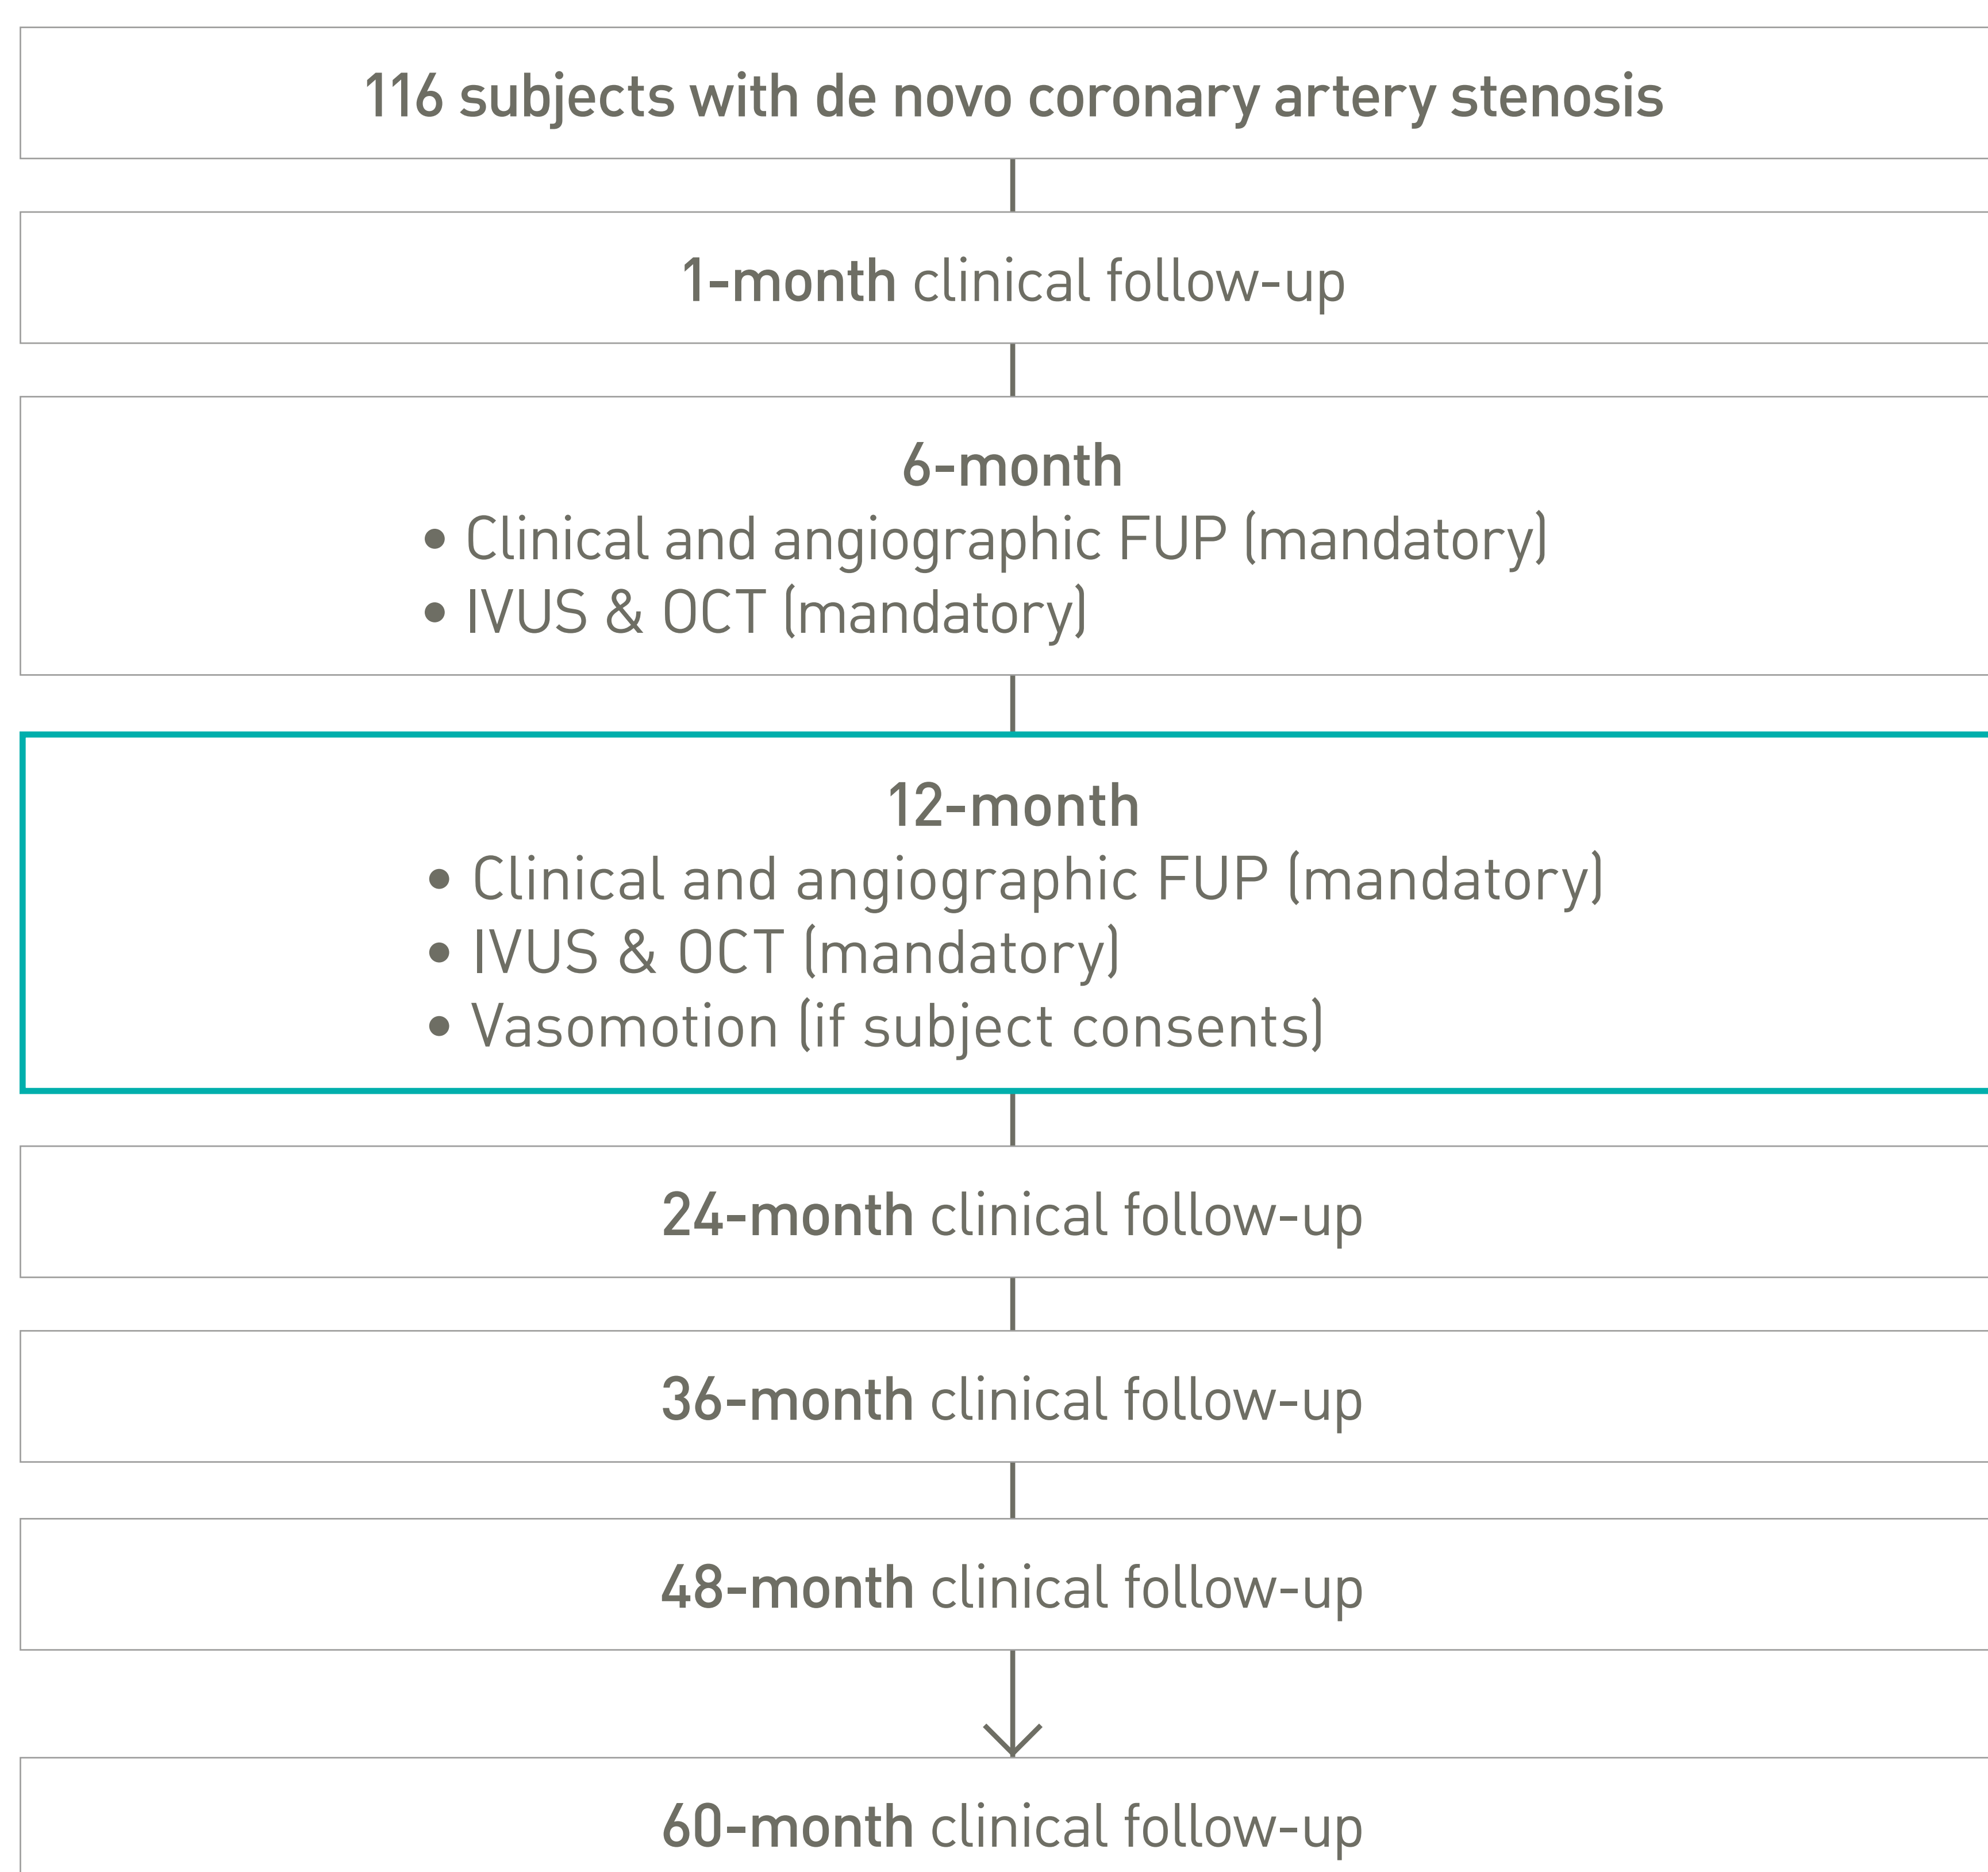 116 subjects with de novo coronary artery stenosis
1-month clinical follow-up
6-month
• Clinical and angiographic FUP (mandatory)
• IVUS & OCT (mandatory)
12-month
• Clinical and angiographic FUP (mandatory)
• IVUS & OCT (mandatory)
• Vasomotion (if subject consents)
24-month clinical follow-up
36-month clinical follow-up
48-month clinical follow-up
60-month clinical follow-up